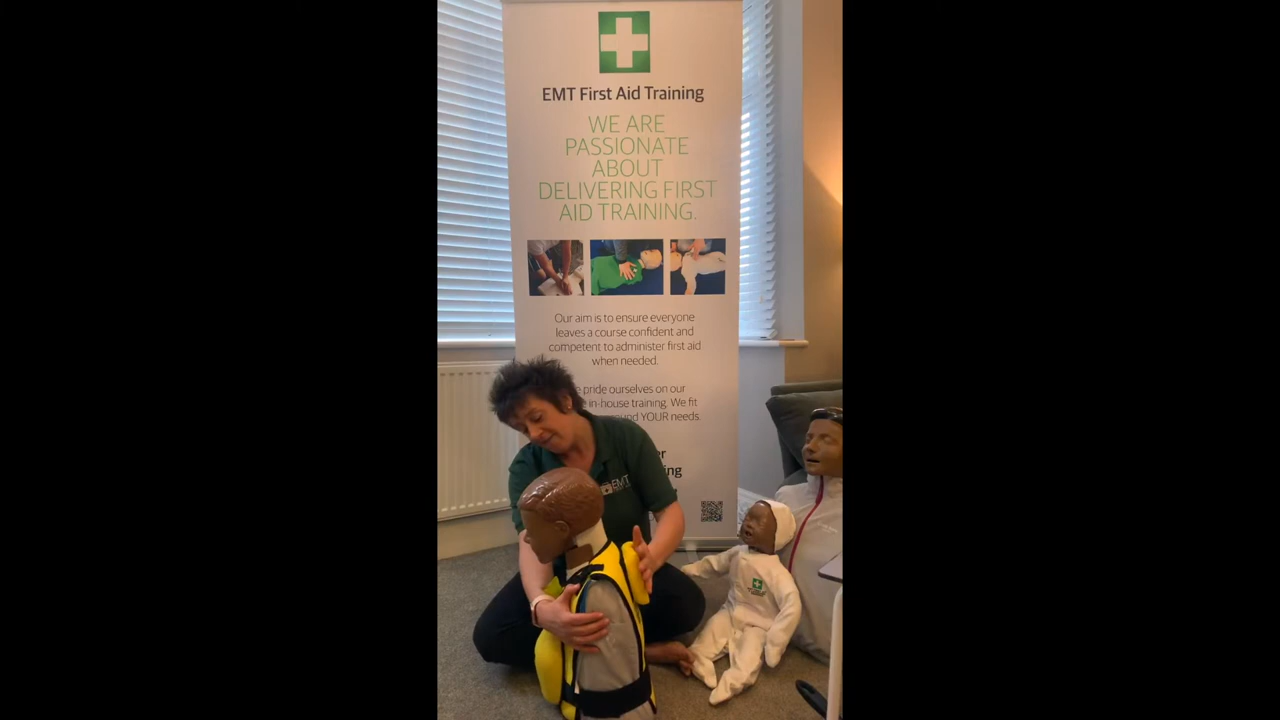 EMT First Aid Training
WE ARE
PASSIONATE
ABOUT
DELIVERING FIRST
AID TRAINING.
Our aim is to ensure everyone
leaves a course confident and
competent to administer first aid
when needed.
pride ourselves on our
in-house training. We fit
YOUR needs.
EMT